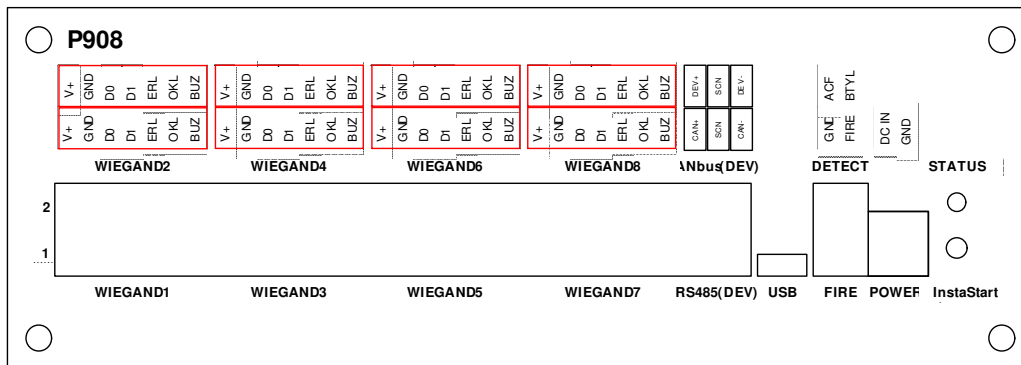 P908
V+ GND D0 D1 ERL OKL BUZ V+ GND D0 D1 ERL OKL BUZ V+ GND D0 D1 ERL OKL BUZ V+ GND D0 D1 ERL OKL BUZ DEV+ SCN DEV- ACF BTYL
V+ GND D0 D1 ERL OKL BUZ V+ GND D0 D1 ERL OKL BUZ V+ GND D0 D1 ERL OKL BUZ V+ GND D0 D1 ERL OKL BUZ CAN+ SCN CAN- GND FIRE DC IN GND
WIEGAND2 WIEGAND4 WIEGAND6 WIEGAND8 ANbus(DEV) DETECT STATUS
2
1
WIEGAND1 WIEGAND3 WIEGAND5 WIEGAND7 RS485(DEV) USB FIRE POWER InstaStart